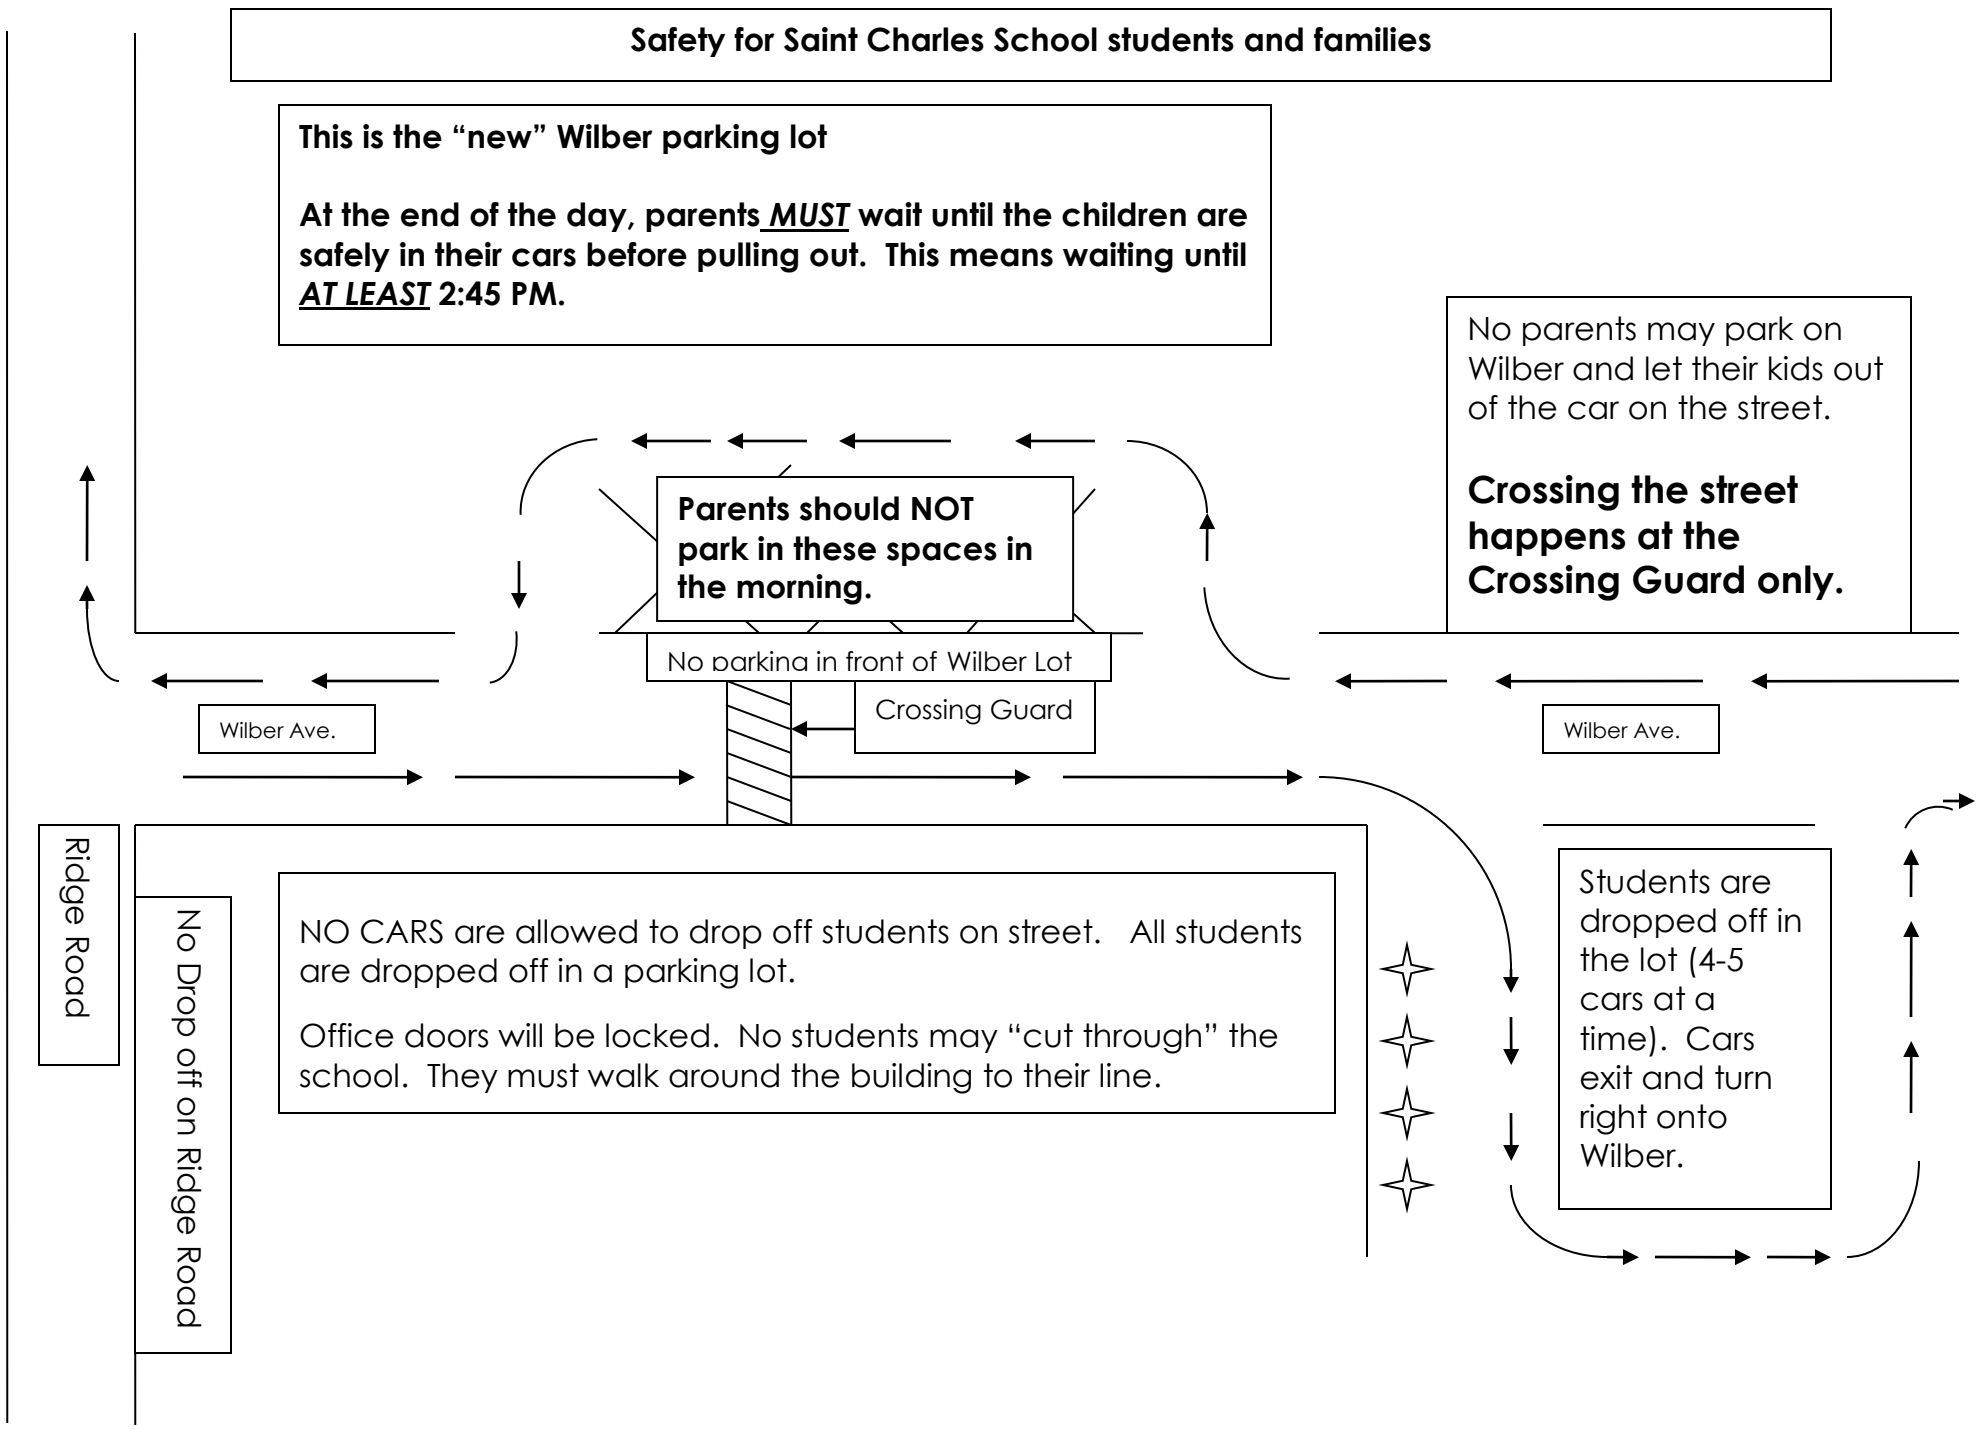 Safety for Saint Charles School students and families
This is the “new” Wilber parking lot
At the end of the day, parents MUST wait until the children are
safely in their cars before pulling out.  This means waiting until
AT LEAST 2:45 PM.
No parents may park on
Wilber and let their kids out
of the car on the street.
Crossing the street
happens at the
Crossing Guard only.
Parents should NOT
park in these spaces in
the morning.
No parking in front of Wilber Lot
Crossing Guard
Wilber Ave.
Wilber Ave.
Ridge Road
No Drop off on Ridge Road
NO CARS are allowed to drop off students on street.   All students
are dropped off in a parking lot.
Office doors will be locked.  No students may “cut through” the
school.  They must walk around the building to their line.
Students are
dropped off in
the lot (4-5
cars at a
time).  Cars
exit and turn
right onto
Wilber.